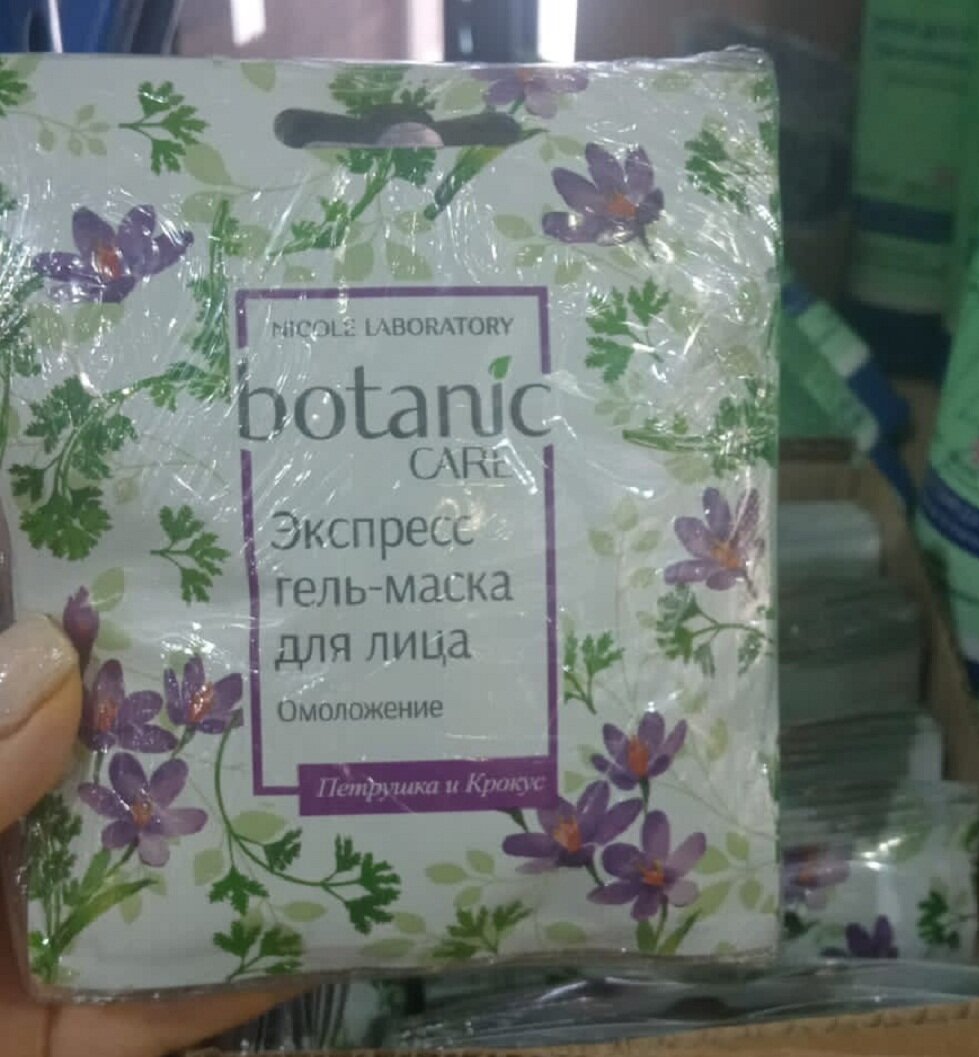 NICOLE LABORATORY
botanic
CARE
Экспресс
гель-маска
для лица
Омоложение
Петрушка и Крокус